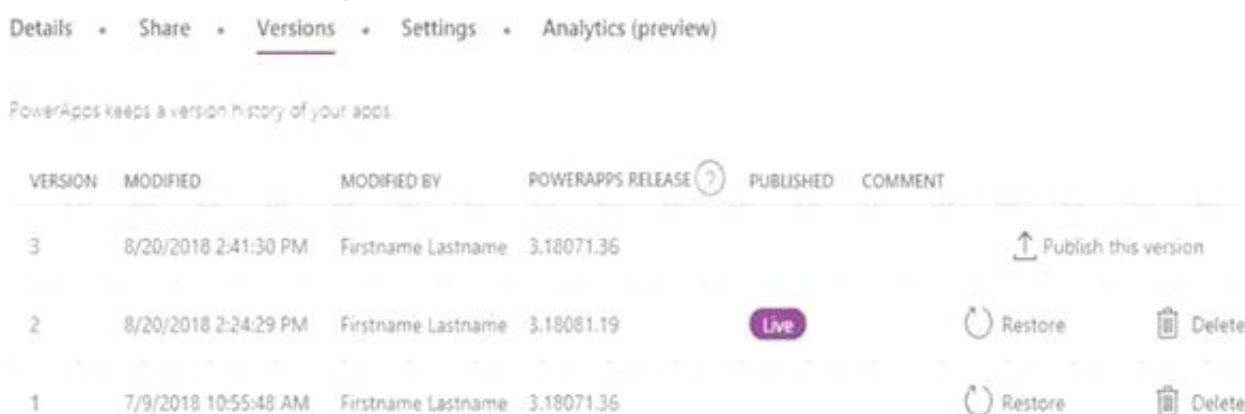 Details • Share • Versions • Settings • Analytics (preview)
PowerApps keeps a version history of your apps.
VERSION MODIFIED MODIFIED BY POWERAPPS RELEASE ? PUBLISHED COMMENT
3 8/20/2018 2:41:30 PM Firstname Lastname 3.18071.36 Publish this version
2 8/20/2018 2:24:29 PM Firstname Lastname 3.18081.19 Live Restore Delete
1 7/9/2018 10:55:48 AM Firstname Lastname 3.18071.36 Restore Delete